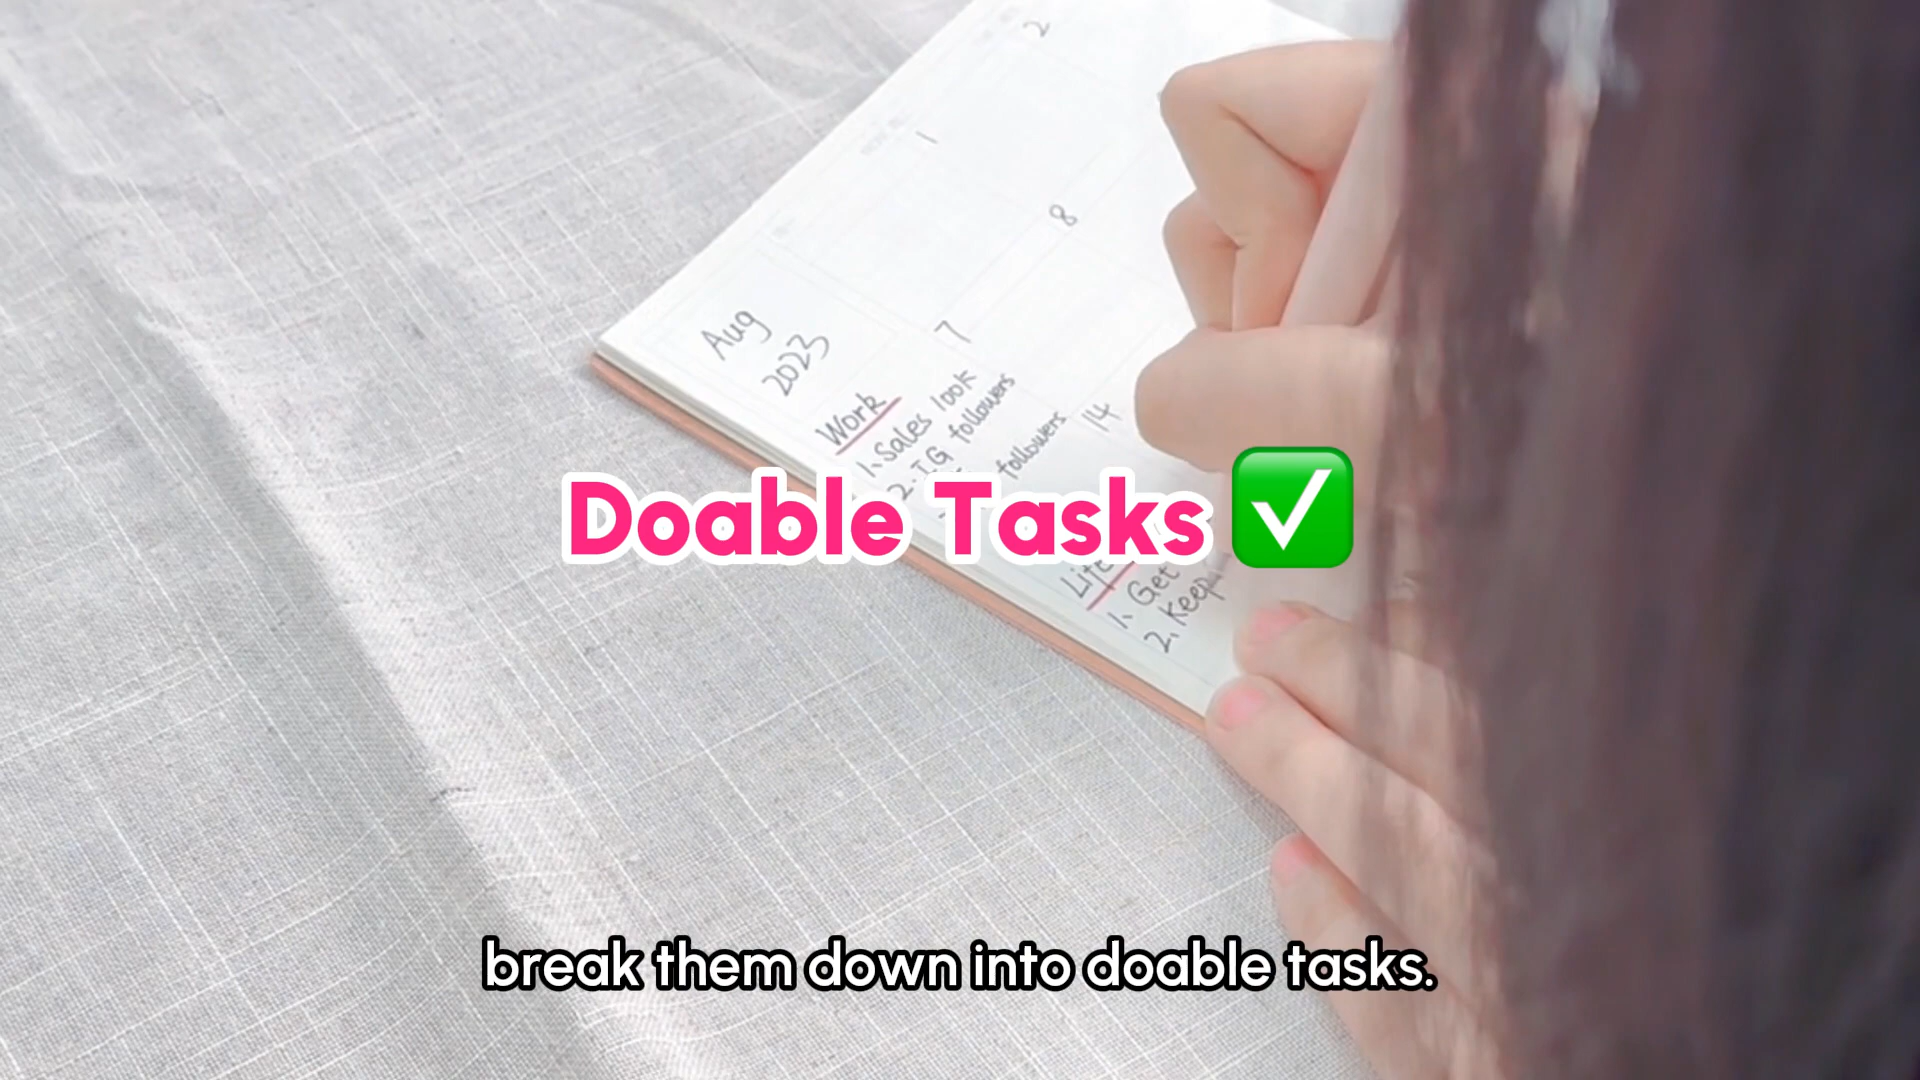 2
1
8
7
14
Aug
2023
Work
1. Sales 100K
2. IG followers
followers
Life
1. Get
2. Keep
Doable Tasks ✅
break them down into doable tasks.